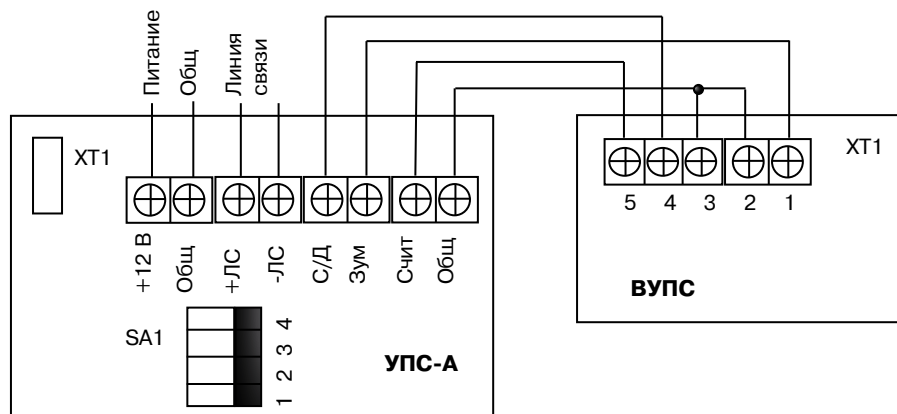 Питание
Общ
Линия
связи
XT1
+12 В
Общ
+ЛС
-ЛС
С/Д
Зум
Счит
Общ
SA1
1 2 3 4
УПС-А
XT1
5 4 3 2 1
ВУПС